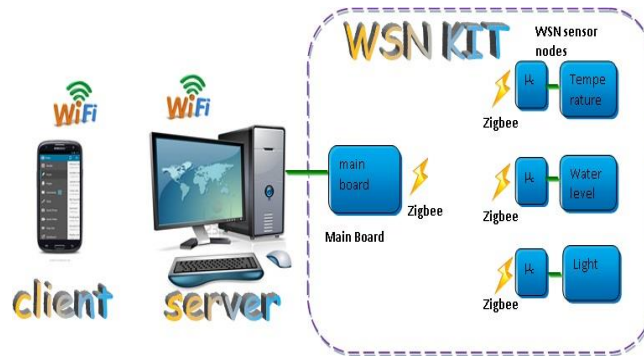 WSN KIT
WSN sensor
nodes
WiFi
WiFi
μc
Tempe
rature
Zigbee
main
board
Zigbee
Main Board
μc
Water
level
Zigbee
μc
Light
Zigbee
client
server